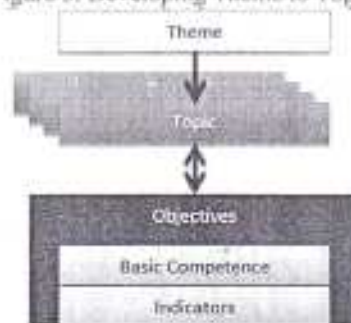 Theme
Topic
Objectives
Basic Competence
Indicators